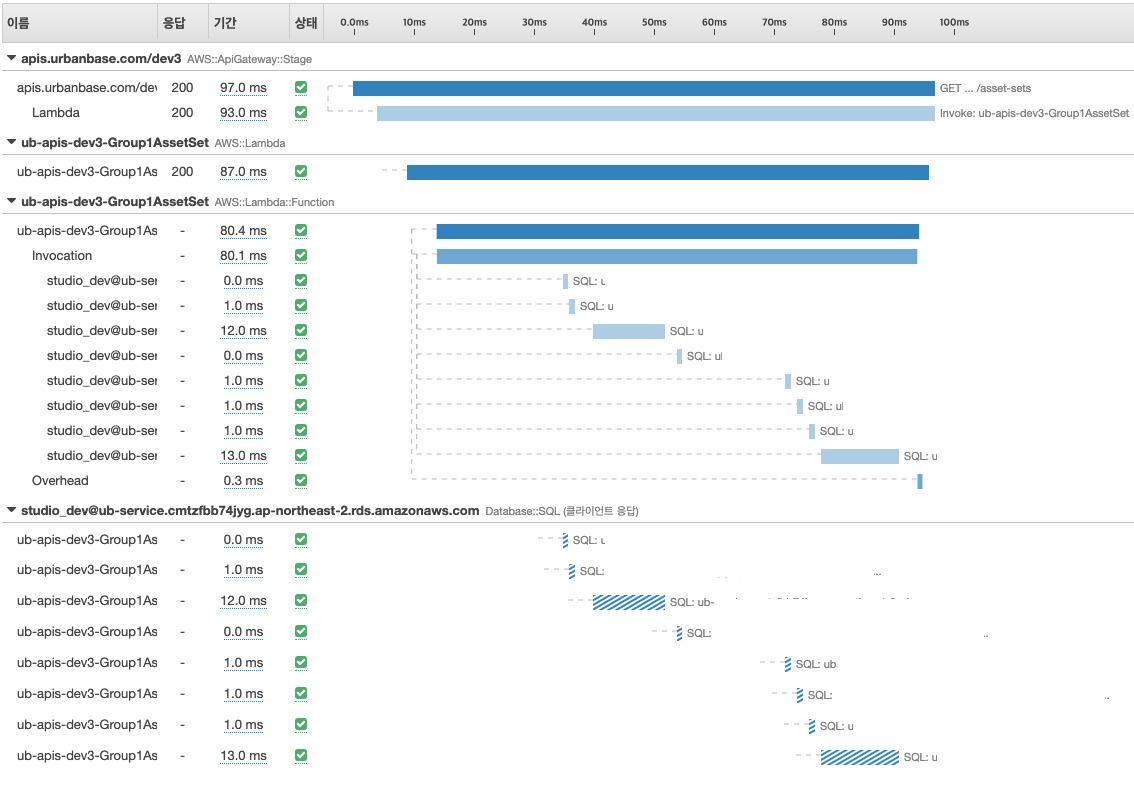 이름 응답 기간 상태 0.0ms 10ms 20ms 30ms 40ms 50ms 60ms 70ms 80ms 90ms 100ms
apis.urbanbase.com/dev3 AWS::ApiGateway::Stage
apis.urbanbase.com/dev 200 97.0 ms GET ... /asset-sets
Lambda 200 93.0 ms Invoke: ub-apis-dev3-Group1AssetSet
ub-apis-dev3-Group1AssetSet AWS::Lambda
ub-apis-dev3-Group1As 200 87.0 ms
ub-apis-dev3-Group1AssetSet AWS::Lambda::Function
ub-apis-dev3-Group1As - 80.4 ms
Invocation - 80.1 ms
studio_dev@ub-ser - 0.0 ms SQL: u
studio_dev@ub-ser - 1.0 ms SQL: u
studio_dev@ub-ser - 12.0 ms SQL: u
studio_dev@ub-ser - 0.0 ms SQL: ul
studio_dev@ub-ser - 1.0 ms SQL: u
studio_dev@ub-ser - 1.0 ms SQL: ul
studio_dev@ub-ser - 1.0 ms SQL: u
studio_dev@ub-ser - 13.0 ms SQL: u
Overhead - 0.3 ms
studio_dev@ub-service.cmtzfbb74jyg.ap-northeast-2.rds.amazonaws.com Database::SQL (클라이언트 응답)
ub-apis-dev3-Group1As - 0.0 ms SQL: u
ub-apis-dev3-Group1As - 1.0 ms SQL: ...
ub-apis-dev3-Group1As - 12.0 ms SQL: ub-
ub-apis-dev3-Group1As - 0.0 ms SQL: ..
ub-apis-dev3-Group1As - 1.0 ms SQL: ub
ub-apis-dev3-Group1As - 1.0 ms SQL: ..
ub-apis-dev3-Group1As - 1.0 ms SQL: u
ub-apis-dev3-Group1As - 13.0 ms SQL: u